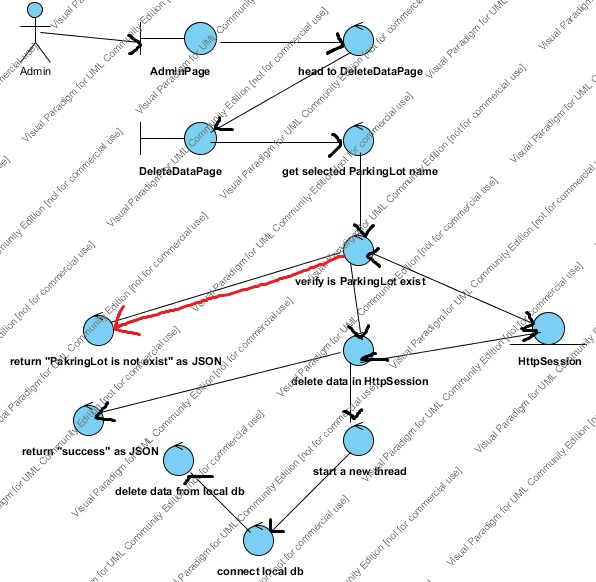 Admin
AdminPage
head to DeleteDataPage
DeleteDataPage
get selected ParkingLot name
verify is ParkingLot exist
return "PakringLot is not exist" as JSON
HttpSession
delete data in HttpSession
return "success" as JSON
start a new thread
delete data from local db
connect local db
Visual Paradigm for UML Community Edition [not for commercial use]